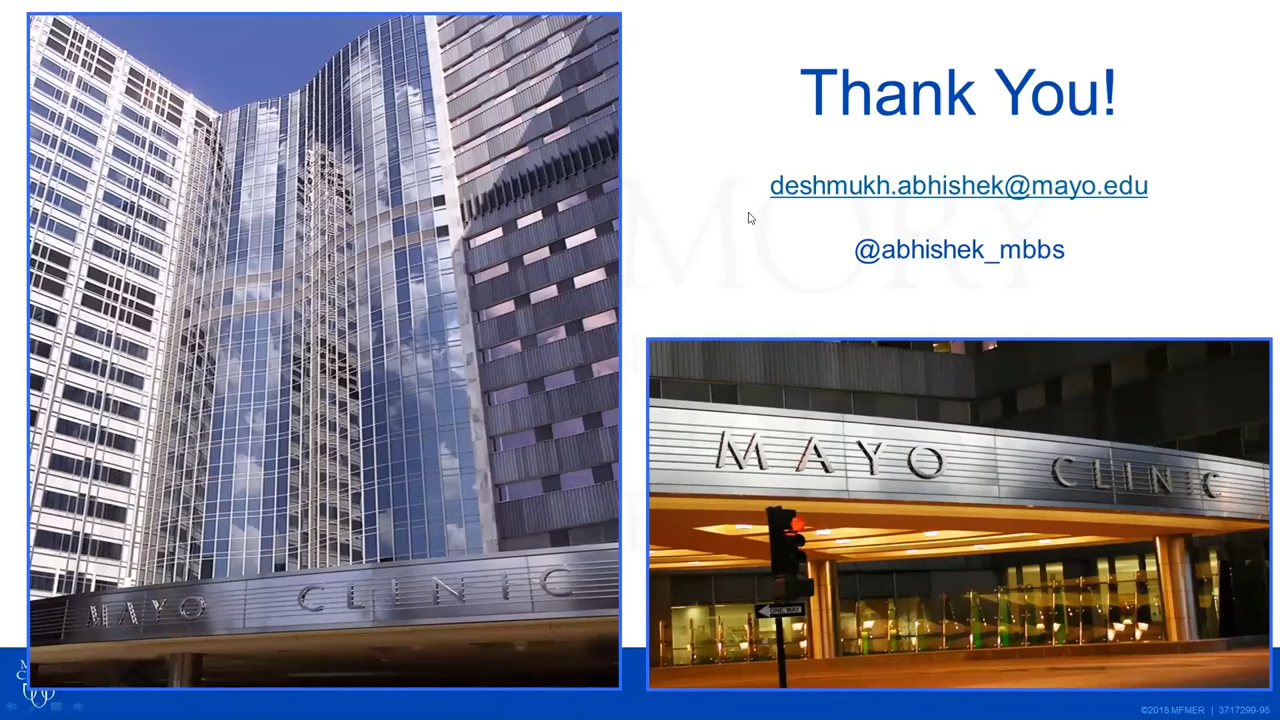 Thank You!
deshmukh.abhishek@mayo.edu
@abhishek_mbbs
MAYO CLINIC
MAYO CLINIC
ONE WAY
©2018 MFMER | 3717299-95